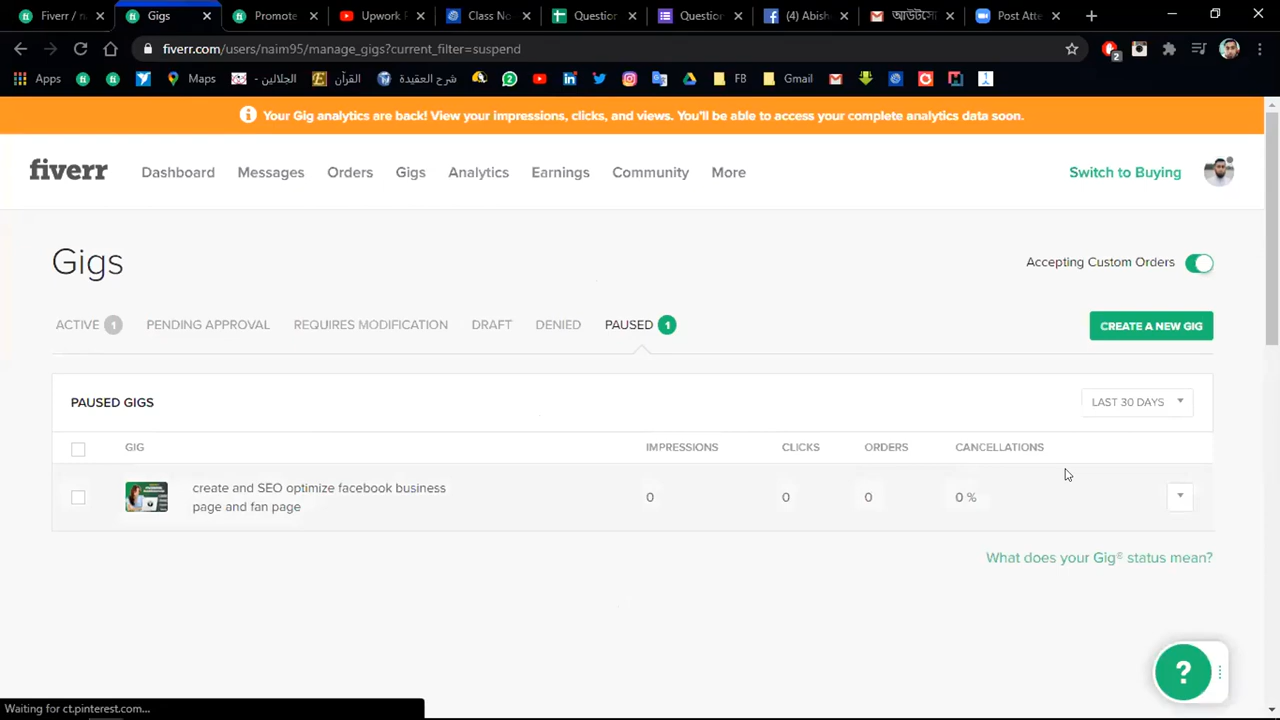 Fiverr / n
Gigs
Promote
Upwork F
Class No
Question
Question
(4) Abish
আউটসো
Post Atte
fiverr.com/users/naim95/manage_gigs?current_filter=suspend
2
Apps
Maps
الجلالين -
القرآن
شرح العقيدة
2
FB
Gmail
Your Gig analytics are back! View your impressions, clicks, and views. You'll be able to access your complete analytics data soon.
fiverr
Dashboard
Messages
Orders
Gigs
Analytics
Earnings
Community
More
Switch to Buying
Gigs
Accepting Custom Orders
ACTIVE 1
PENDING APPROVAL
REQUIRES MODIFICATION
DRAFT
DENIED
PAUSED 1
CREATE A NEW GIG
PAUSED GIGS
LAST 30 DAYS
GIG
IMPRESSIONS
CLICKS
ORDERS
CANCELLATIONS
create and SEO optimize facebook business
page and fan page
0
0
0
0 %
What does your Gig® status mean?
?
Waiting for ct.pinterest.com...